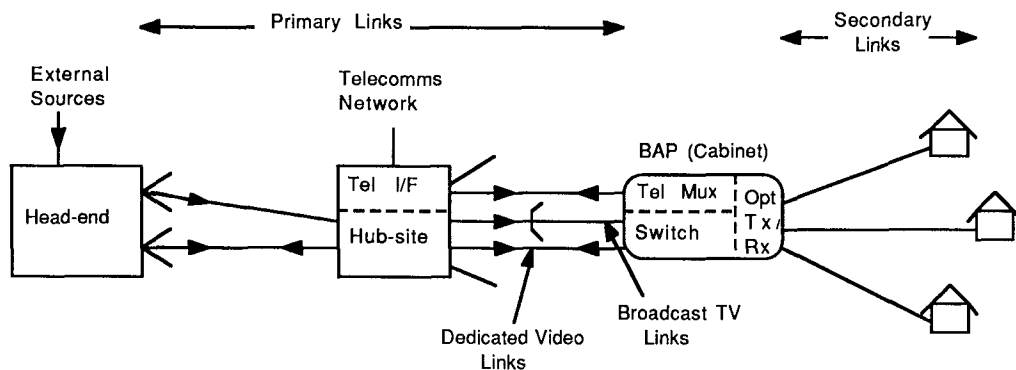 Primary Links
Secondary
Links
External
Sources
Telecomms
Network
BAP (Cabinet)
Head-end
Tel I/F
Hub-site
Tel Mux
Switch
Opt
Tx/
Rx
Broadcast TV
Links
Dedicated Video
Links